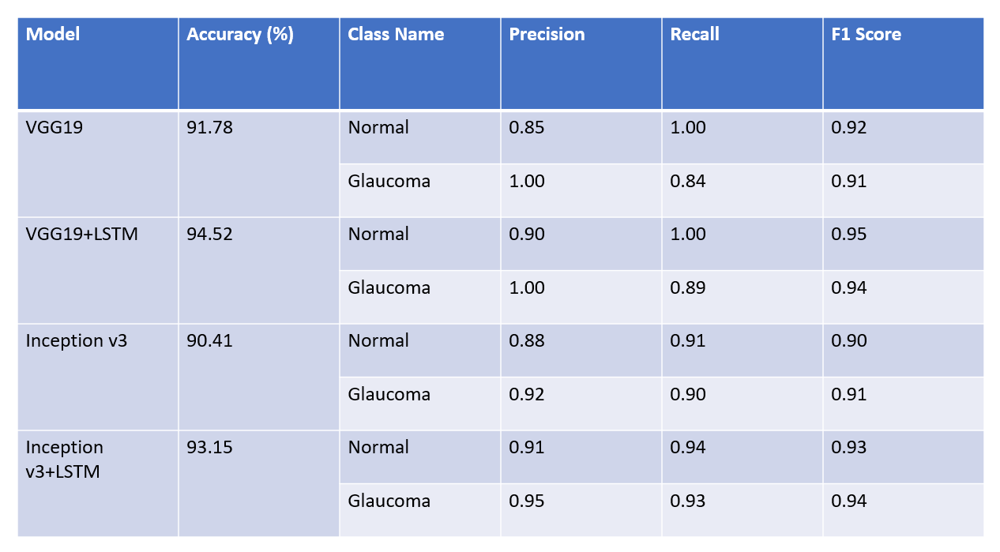 Model Accuracy (%) Class Name Precision Recall F1 Score
VGG19 91.78 Normal 0.85 1.00 0.92
Glaucoma 1.00 0.84 0.91
VGG19+LSTM 94.52 Normal 0.90 1.00 0.95
Glaucoma 1.00 0.89 0.94
Inception v3 90.41 Normal 0.88 0.91 0.90
Glaucoma 0.92 0.90 0.91
Inception 93.15 Normal 0.91 0.94 0.93
v3+LSTM
Glaucoma 0.95 0.93 0.94